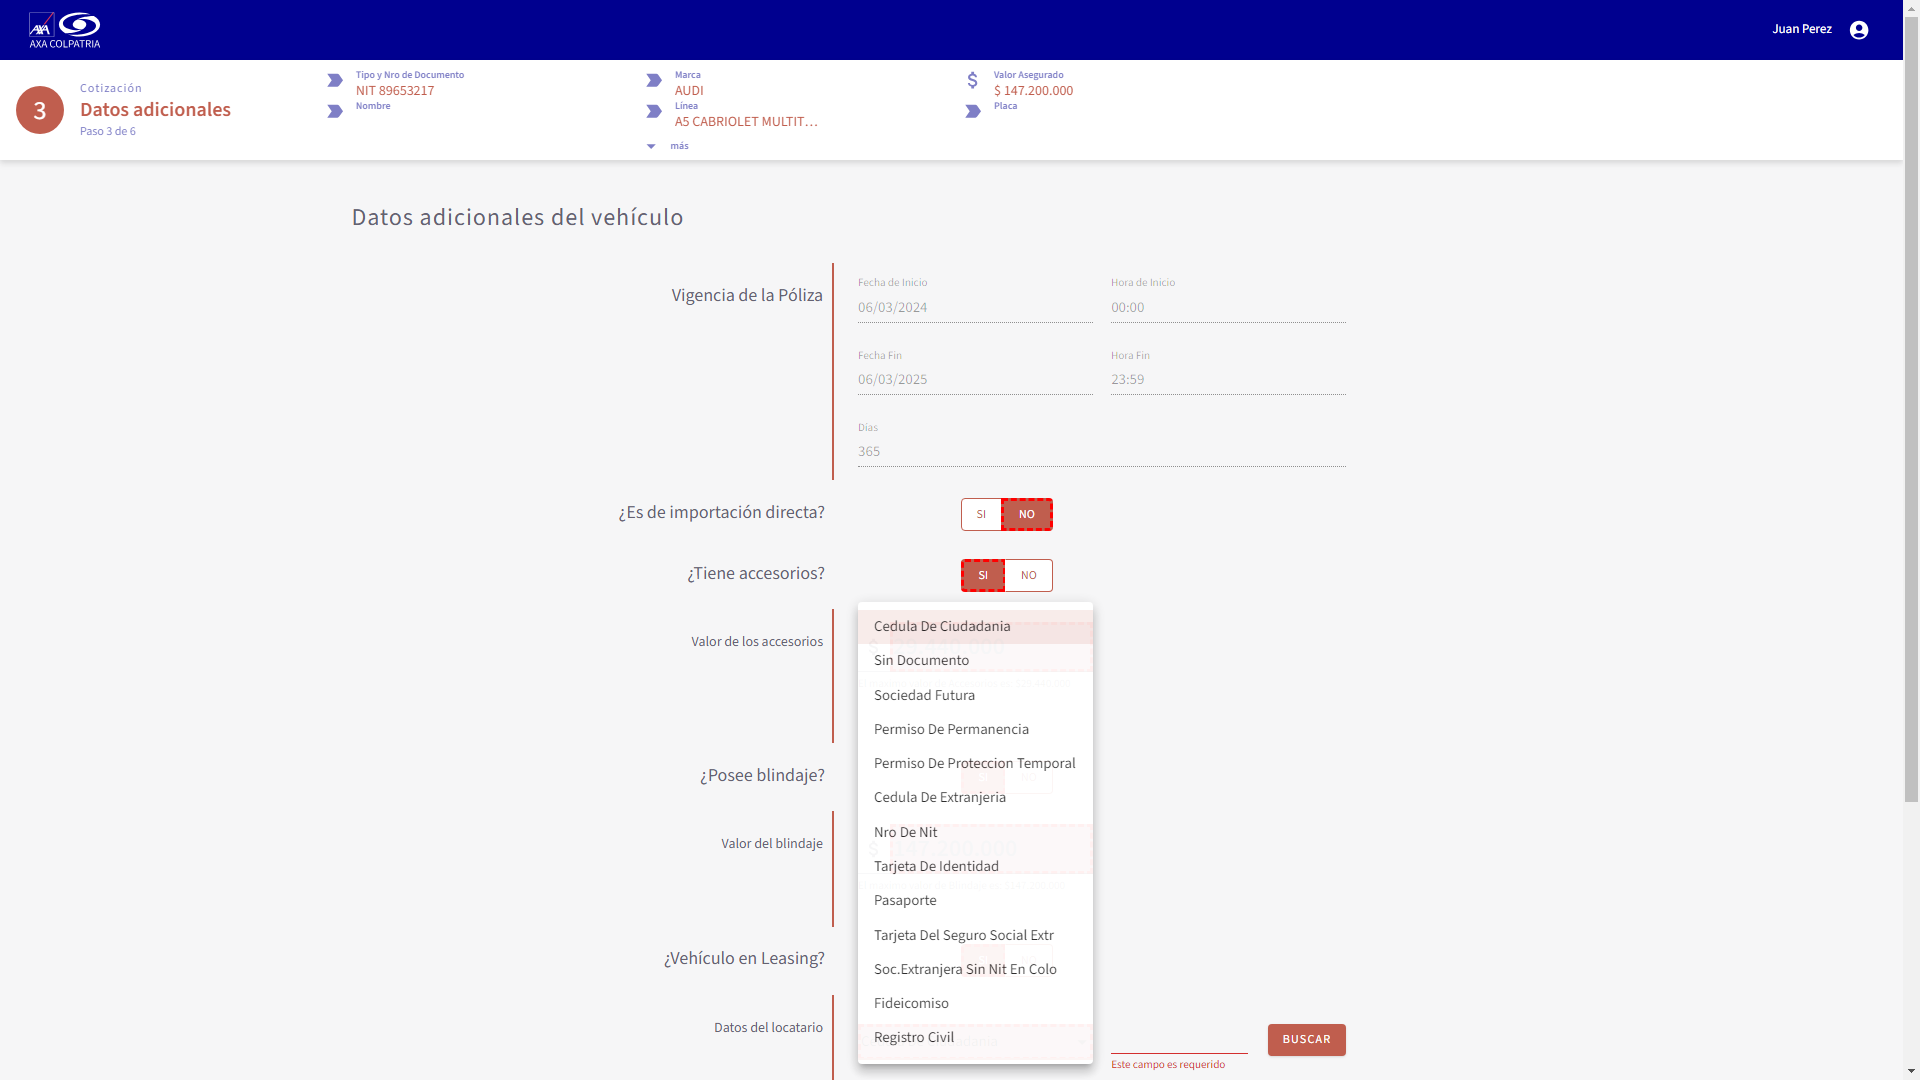 AXA COLPATRIA
Juan Perez
3
Cotización
Datos adicionales
Paso 3 de 6
Tipo y Nro de Documento
NIT 89653217
Nombre
Marca
AUDI
Línea
A5 CABRIOLET MULTIT...
más
Valor Asegurado
$ 147.200.000
Placa
Datos adicionales del vehículo
Vigencia de la Póliza
Fecha de Inicio
06/03/2024
Hora de Inicio
00:00
Fecha Fin
06/03/2025
Hora Fin
23:59
Días
365
¿Es de importación directa?
SI NO
¿Tiene accesorios?
SI NO
Valor de los accesorios
Cedula De Ciudadania
Sin Documento
Sociedad Futura
Permiso De Permanencia
Permiso De Proteccion Temporal
Cedula De Extranjeria
Nro De Nit
Tarjeta De Identidad
Pasaporte
Tarjeta Del Seguro Social Extr
Soc.Extranjera Sin Nit En Colo
Fideicomiso
Registro Civil
¿Posee blindaje?
Valor del blindaje
¿Vehículo en Leasing?
Datos del locatario
Este campo es requerido
BUSCAR